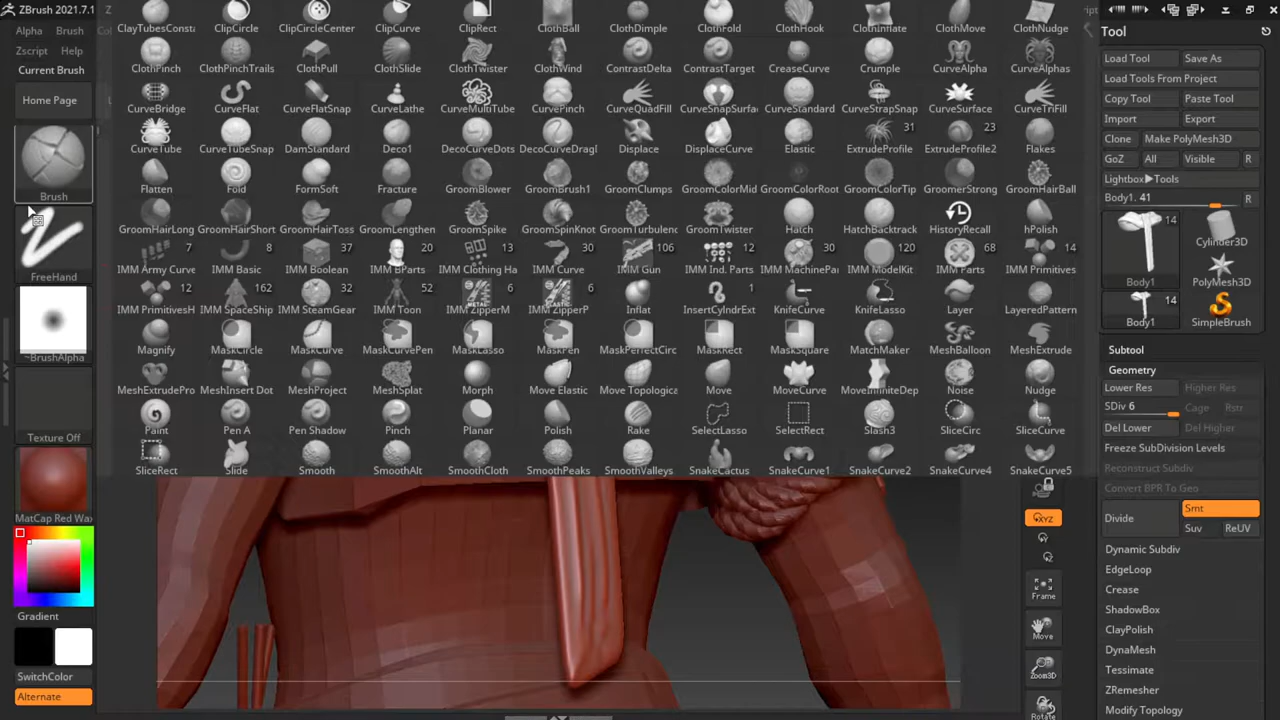 ZBrush 2021.7.1
Z
ript
Alpha Brush
Zscript Help
Current Brush
Home Page
Brush
FreeHand
~BrushAlpha
Texture Off
MatCap Red Wax
Gradient
SwitchColor
Alternate
ClayTubesConsta ClipCircle ClipCircleCenter ClipCurve ClipRect ClothBall ClothDimple ClothFold ClothHook ClothInflate ClothMove ClothNudge
ClothPinch ClothPinchTrails ClothPull ClothSlide ClothTwister ClothWind ContrastDelta ContrastTarget CreaseCurve Crumple CurveAlpha CurveAlphas
CurveBridge CurveFlat CurveFlatSnap CurveLathe CurveMultiTube CurvePinch CurveQuadFill CurveSnapSurfa CurveStandard CurveStrapSnap CurveSurface CurveTriFill
31 23
CurveTube CurveTubeSnap DamStandard Deco1 DecoCurveDots DecoCurveDragl Displace DisplaceCurve Elastic ExtrudeProfile ExtrudeProfile2 Flakes
Flatten Fold FormSoft Fracture GroomBlower GroomBrush1 GroomClumps GroomColorMid GroomColorRoot GroomColorTip GroomerStrong GroomHairBall
GroomHairLong GroomHairShort GroomHairToss GroomLengthen GroomSpike GroomSpinKnot GroomTurbulenc GroomTwister Hatch HatchBacktrack HistoryRecall hPolish
7 8 37 20 13 30 106 12 30 120 68 14
IMM Army Curve IMM Basic IMM Boolean IMM BParts IMM Clothing Ha IMM Curve IMM Gun IMM Ind. Parts IMM MachinePar IMM ModelKit IMM Parts IMM Primitives
12 162 32 52 6 6 1
IMM PrimitivesH IMM SpaceShip IMM SteamGear IMM Toon IMM ZipperM IMM ZipperP Inflat InsertCylndrExt KnifeCurve KnifeLasso Layer LayeredPattern
Magnify MaskCircle MaskCurve MaskCurvePen MaskLasso MaskPen MaskPerfectCirc MaskRect MaskSquare MatchMaker MeshBalloon MeshExtrude
MeshExtrudePro MeshInsert Dot MeshProject MeshSplat Morph Move Elastic Move Topologica Move MoveCurve MoveInfiniteDep Noise Nudge
Paint Pen A Pen Shadow Pinch Planar Polish Rake SelectLasso SelectRect Slash3 SliceCirc SliceCurve
SliceRect Slide Smooth SmoothAlt SmoothCloth SmoothPeaks SmoothValleys SnakeCactus SnakeCurve1 SnakeCurve2 SnakeCurve4 SnakeCurve5
XYZ
Frame
Move
Zoom3D
Rotate
Tool
Load Tool Save As
Load Tools From Project
Copy Tool Paste Tool
Import Export
Clone Make PolyMesh3D
GoZ All Visible R
Lightbox▶Tools
Body1. 41 R
14
Body1 Cylinder3D
PolyMesh3D
14
Body1 SimpleBrush
Subtool
Geometry
Lower Res Higher Res
SDiv 6 Cage Rstr
Del Lower Del Higher
Freeze SubDivision Levels
Reconstruct Subdiv
Convert BPR To Geo
Divide Smt
Suv ReUV
Dynamic Subdiv
EdgeLoop
Crease
ShadowBox
ClayPolish
DynaMesh
Tessimate
ZRemesher
Modify Topology